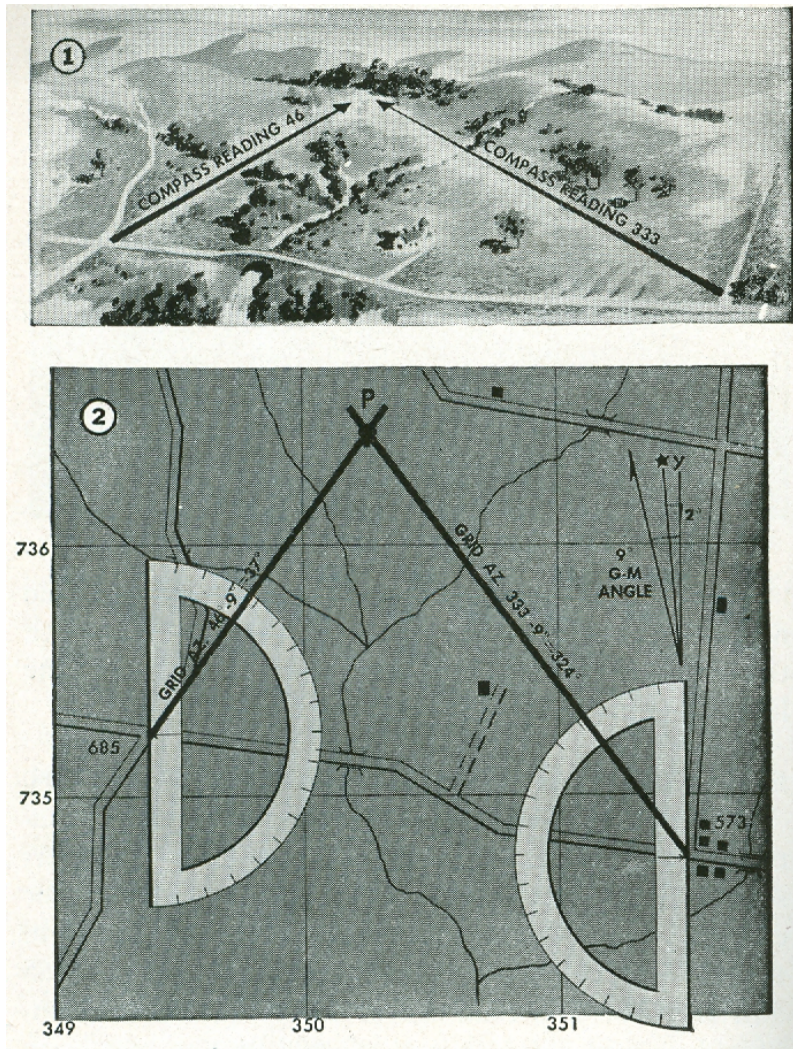 1
COMPASS READING 46
COMPASS READING 333
2
P
Y
2°
9°
G-M
ANGLE
736
GRID AZ. 46 -9°=37°
GRID AZ. 333 -9°=324°
685
735
573
349
350
351